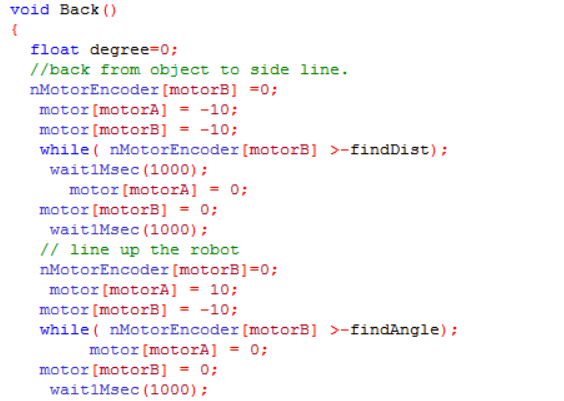 void Back()
{
float degree=0;
//back from object to side line.
nMotorEncoder[motorB] =0;
motor[motorA] = -10;
motor[motorB] = -10;
while( nMotorEncoder[motorB] >-findDist);
wait1Msec(1000);
motor[motorA] = 0;
motor[motorB] = 0;
wait1Msec(1000);
// line up the robot
nMotorEncoder[motorB]=0;
motor[motorA] = 10;
motor[motorB] = -10;
while( nMotorEncoder[motorB] >-findAngle);
motor[motorA] = 0;
motor[motorB] = 0;
wait1Msec(1000);